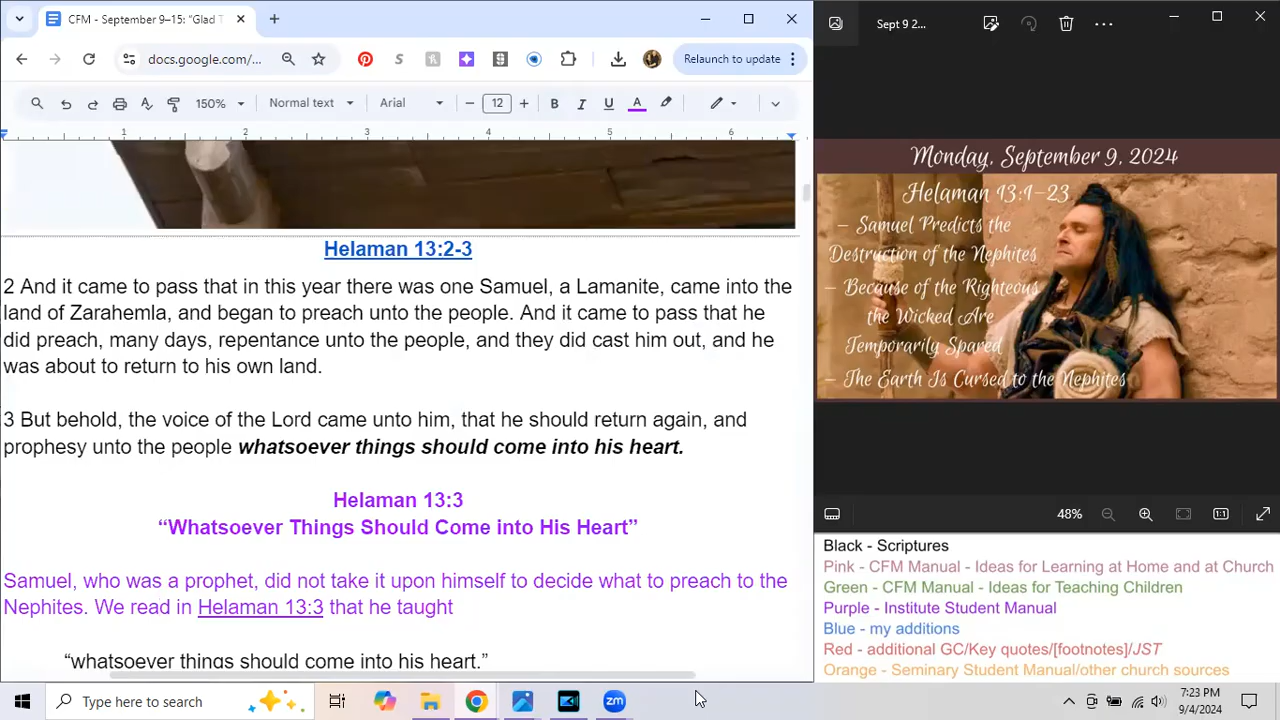 CFM - September 9–15: “Glad T
docs.google.com/...
Relaunch to update
150%
Normal text
Arial
12
B
I
U
A
1
2
3
4
5
6
Helaman 13:2-3
2 And it came to pass that in this year there was one Samuel, a Lamanite, came into the
land of Zarahemla, and began to preach unto the people. And it came to pass that he
did preach, many days, repentance unto the people, and they did cast him out, and he
was about to return to his own land.
3 But behold, the voice of the Lord came unto him, that he should return again, and
prophesy unto the people whatsoever things should come into his heart.
Helaman 13:3
“Whatsoever Things Should Come into His Heart”
Samuel, who was a prophet, did not take it upon himself to decide what to preach to the
Nephites. We read in Helaman 13:3 that he taught
“whatsoever things should come into his heart.”
Sept 9 2...
Monday, September 9, 2024
Helaman 13:1-23
- Samuel Predicts the
Destruction of the Nephites
- Because of the Righteous
the Wicked Are
Temporarily Spared
- The Earth Is Cursed to the Nephites
48%
1:1
Black - Scriptures
Pink - CFM Manual - Ideas for Learning at Home and at Church
Green - CFM Manual - Ideas for Teaching Children
Purple - Institute Student Manual
Blue - my additions
Red - additional GC/Key quotes/[footnotes]/JST
Orange - Seminary Student Manual/other church sources
Type here to search
zm
7:23 PM
9/4/2024